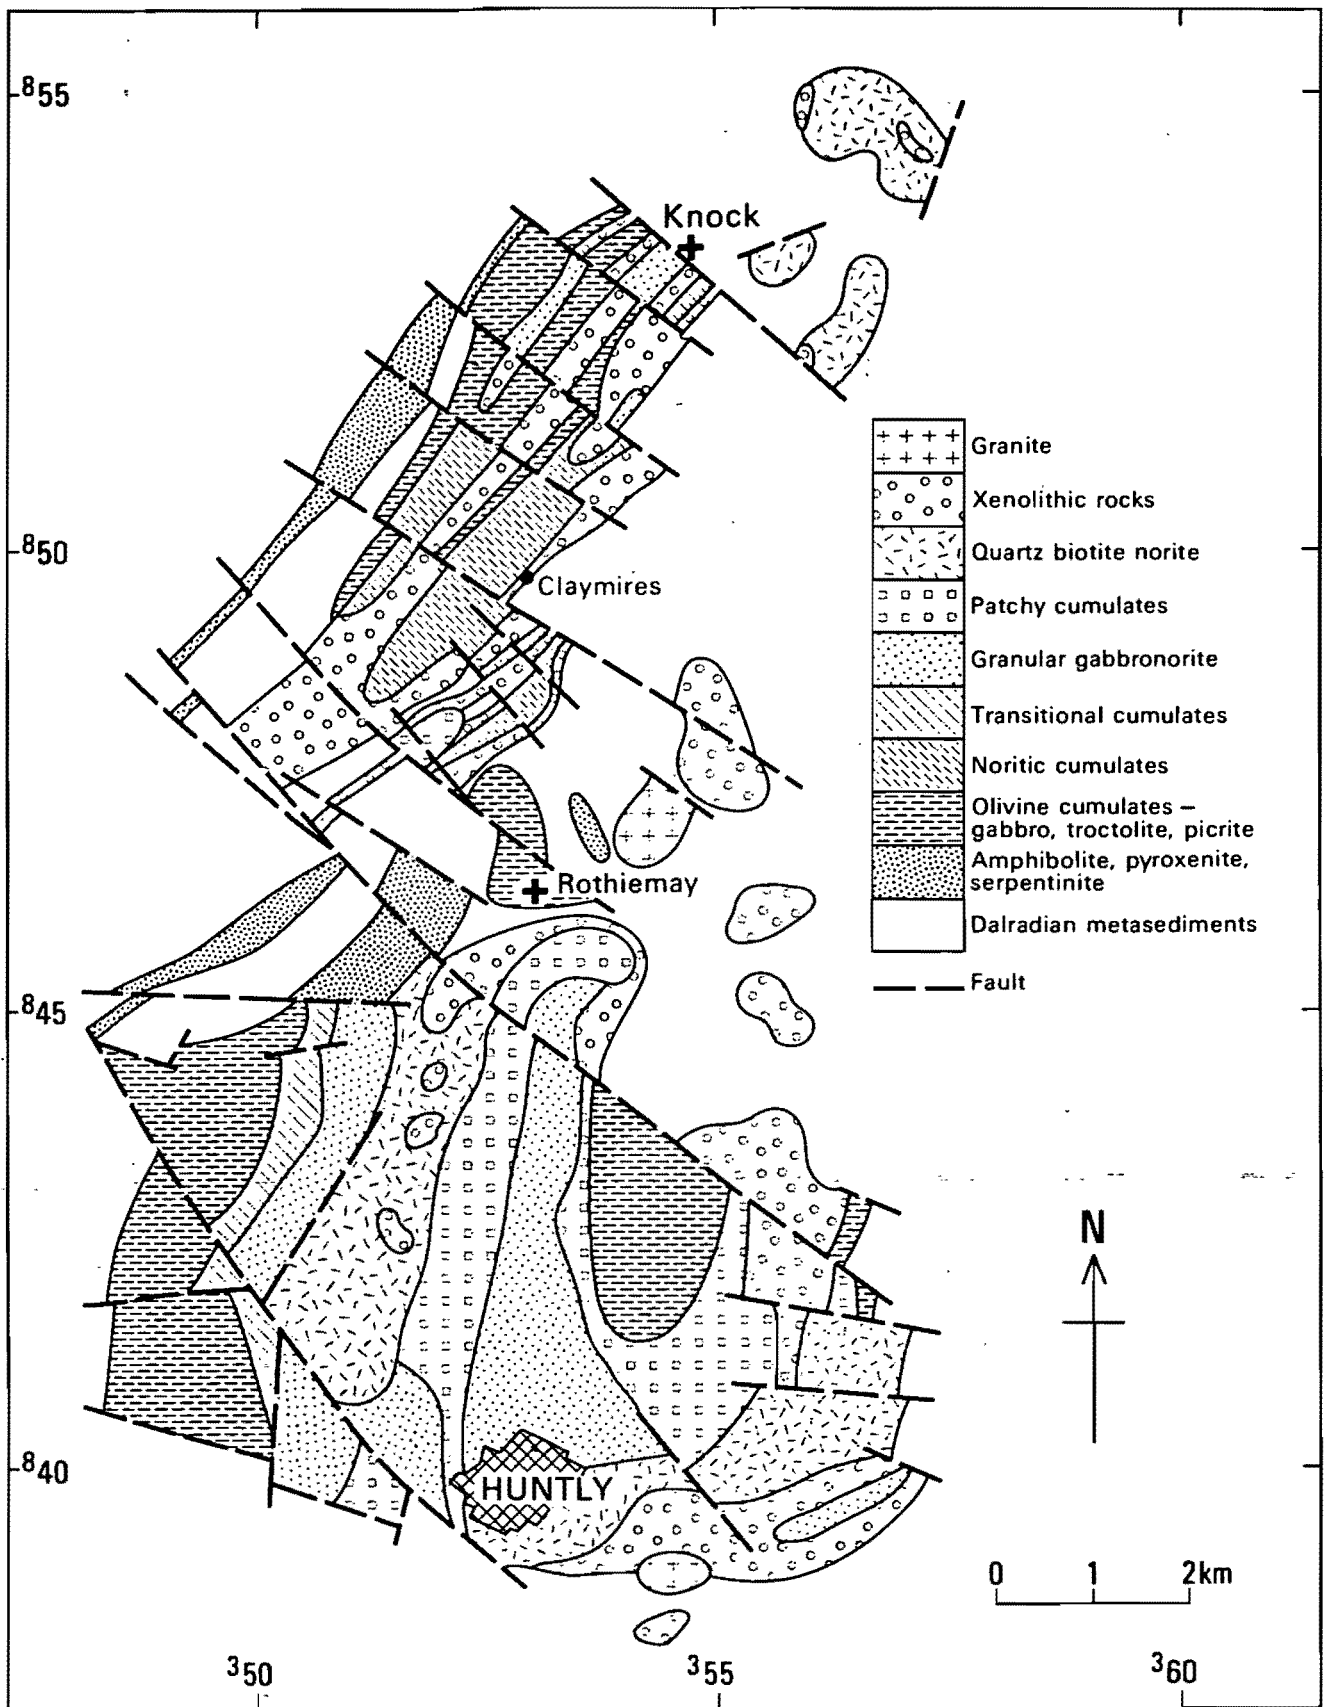 855
Knock
Granite
Xenolithic rocks
Quartz biotite norite
850
Claymires
Patchy cumulates
Granular gabbronorite
Transitional cumulates
Noritic cumulates
Olivine cumulates –
gabbro, troctolite, picrite
Amphibolite, pyroxenite,
serpentinite
Rothiemay
Dalradian metasediments
Fault
845
N
840
HUNTLY
0 1 2km
350 355 360